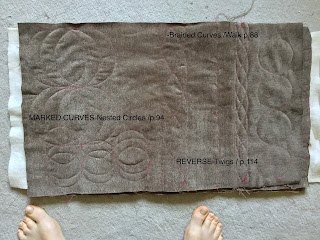 Braided Curves /Walk p.88
MARKED CURVES-Nested Circles /p.94
REVERSE-Twigs / p.114